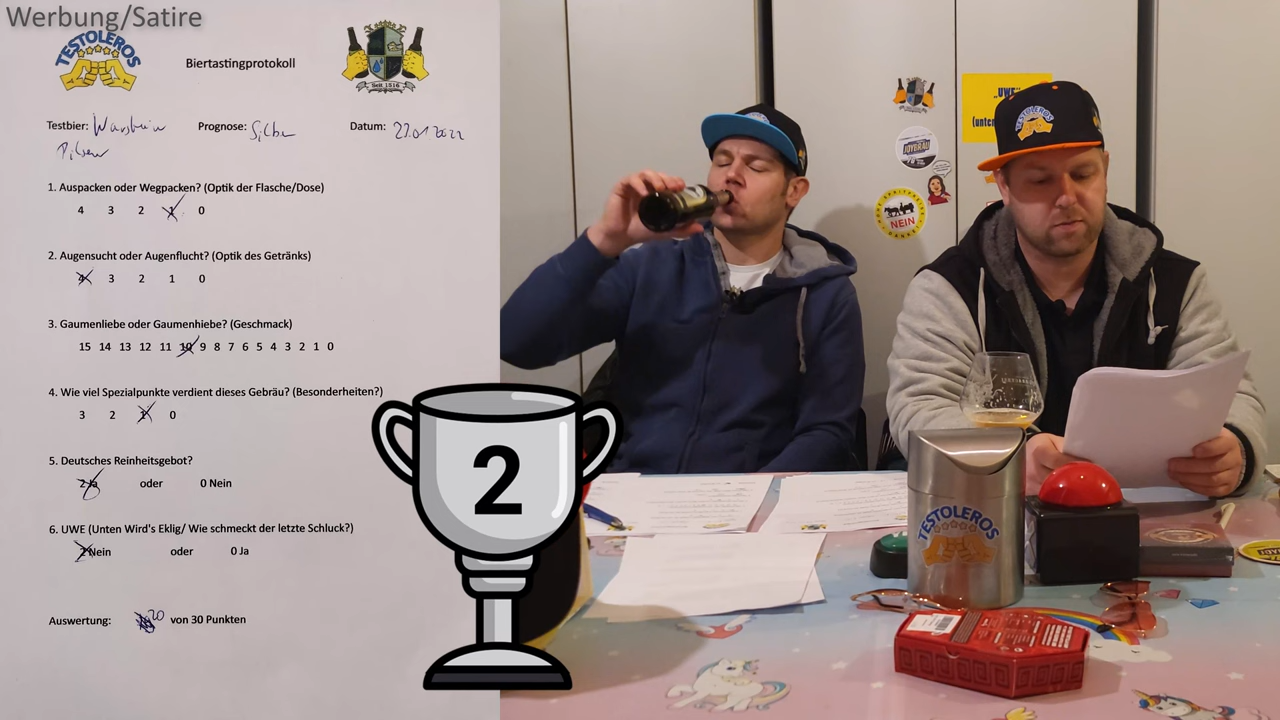 Werbung/Satire
TESTOLEROS
Biertastingprotokoll
Seit 1516
Testbier: Warsteiner Prognose: Silber Datum: 27.01.2022
Pilsener
1. Auspacken oder Wegpacken? (Optik der Flasche/Dose)
4 3 2 1 0
2. Augensucht oder Augenflucht? (Optik des Getränks)
4 3 2 1 0
3. Gaumenliebe oder Gaumenhiebe? (Geschmack)
15 14 13 12 11 10 9 8 7 6 5 4 3 2 1 0
4. Wie viel Spezialpunkte verdient dieses Gebräu? (Besonderheiten?)
3 2 1 0
5. Deutsches Reinheitsgebot?
2 Ja oder 0 Nein
6. UWE (Unten Wird's Eklig/ Wie schmeckt der letzte Schluck?)
2 Nein oder 0 Ja
Auswertung: 20 von 30 Punkten
2
"UWE"
(unten
JOYBRÄU
NEIN
TESTOLEROS
TESTOLEROS